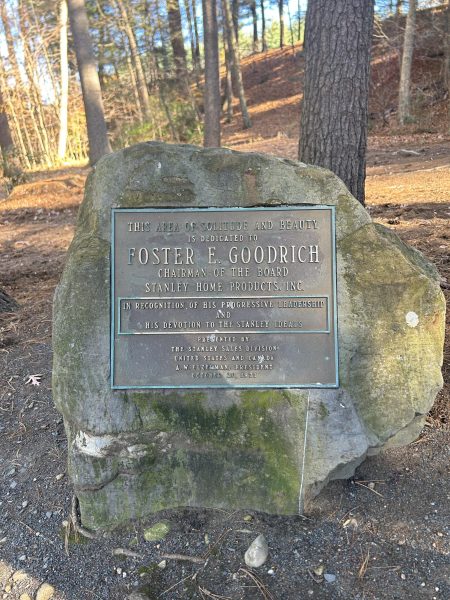 THIS AREA OF SOLITUDE AND BEAUTY
IS DEDICATED TO
FOSTER E. GOODRICH
CHAIRMAN OF THE BOARD
STANLEY HOME PRODUCTS, INC.
IN RECOGNITION OF HIS PROGRESSIVE LEADERSHIP
AND
HIS DEVOTION TO THE STANLEY IDEALS
PRESENTED BY
THE STANLEY SALES DIVISION
UNITED STATES AND CANADA
PRESIDENT